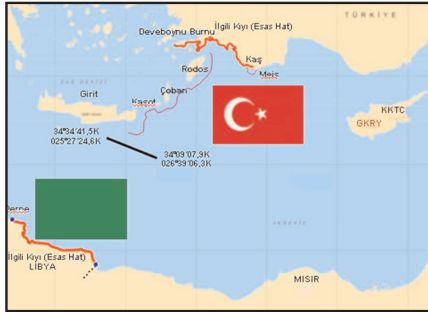 TÜRKİYE
Deveboynu Burnu
İlgili Kıyı (Esas Hat)
Rodos
Kaş
Meis
Girit
Çoban
Kaşot
KKTC
GKRY
34°34'41,5K
025°27'24,6K
34°09'07,9K
026°39'06,3K
Derne
İlgili Kıyı (Esas Hat)
LİBYA
MISIR